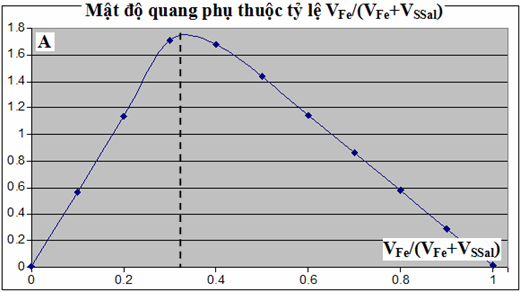 Mật độ quang phụ thuộc tỷ lệ VFe/(VFe+VSSal)
A
1.8
1.6
1.4
1.2
1
0.8
0.6
0.4
0.2
0
VFe/(VFe+VSSal)
0 0.2 0.4 0.6 0.8 1